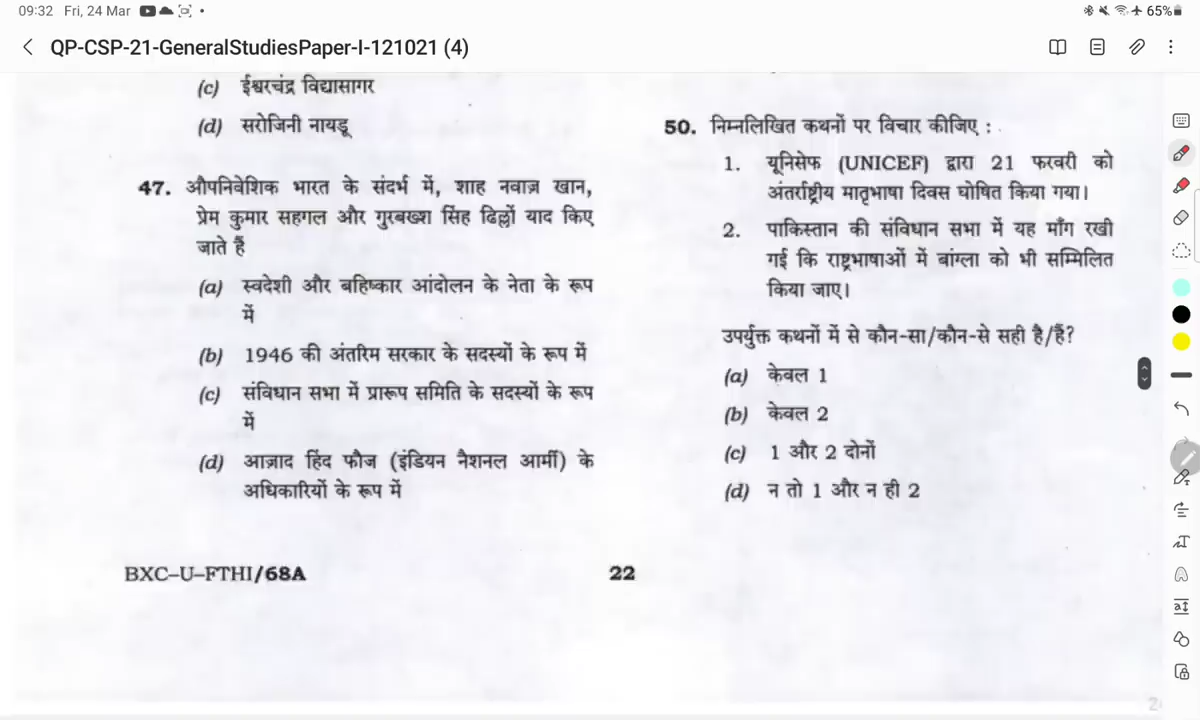 09:32 Fri, 24 Mar
65%
QP-CSP-21-GeneralStudiesPaper-I-121021 (4)
(c) ईश्वरचंद्र विद्यासागर
(d) सरोजिनी नायडू
47. औपनिवेशिक भारत के संदर्भ में, शाह नवाज़ खान,
प्रेम कुमार सहगल और गुरबख्श सिंह ढिल्लों याद किए
जाते हैं
(a) स्वदेशी और बहिष्कार आंदोलन के नेता के रूप
में
(b) 1946 की अंतरिम सरकार के सदस्यों के रूप में
(c) संविधान सभा में प्रारूप समिति के सदस्यों के रूप
में
(d) आज़ाद हिंद फौज (इंडियन नैशनल आर्मी) के
अधिकारियों के रूप में
50. निम्नलिखित कथनों पर विचार कीजिए :
1. यूनिसेफ (UNICEF) द्वारा 21 फरवरी को
अंतर्राष्ट्रीय मातृभाषा दिवस घोषित किया गया।
2. पाकिस्तान की संविधान सभा में यह माँग रखी
गई कि राष्ट्रभाषाओं में बांग्ला को भी सम्मिलित
किया जाए।
उपर्युक्त कथनों में से कौन-सा/कौन-से सही है/हैं?
(a) केवल 1
(b) केवल 2
(c) 1 और 2 दोनों
(d) न तो 1 और न ही 2
BXC–U–FTHI/68A
22